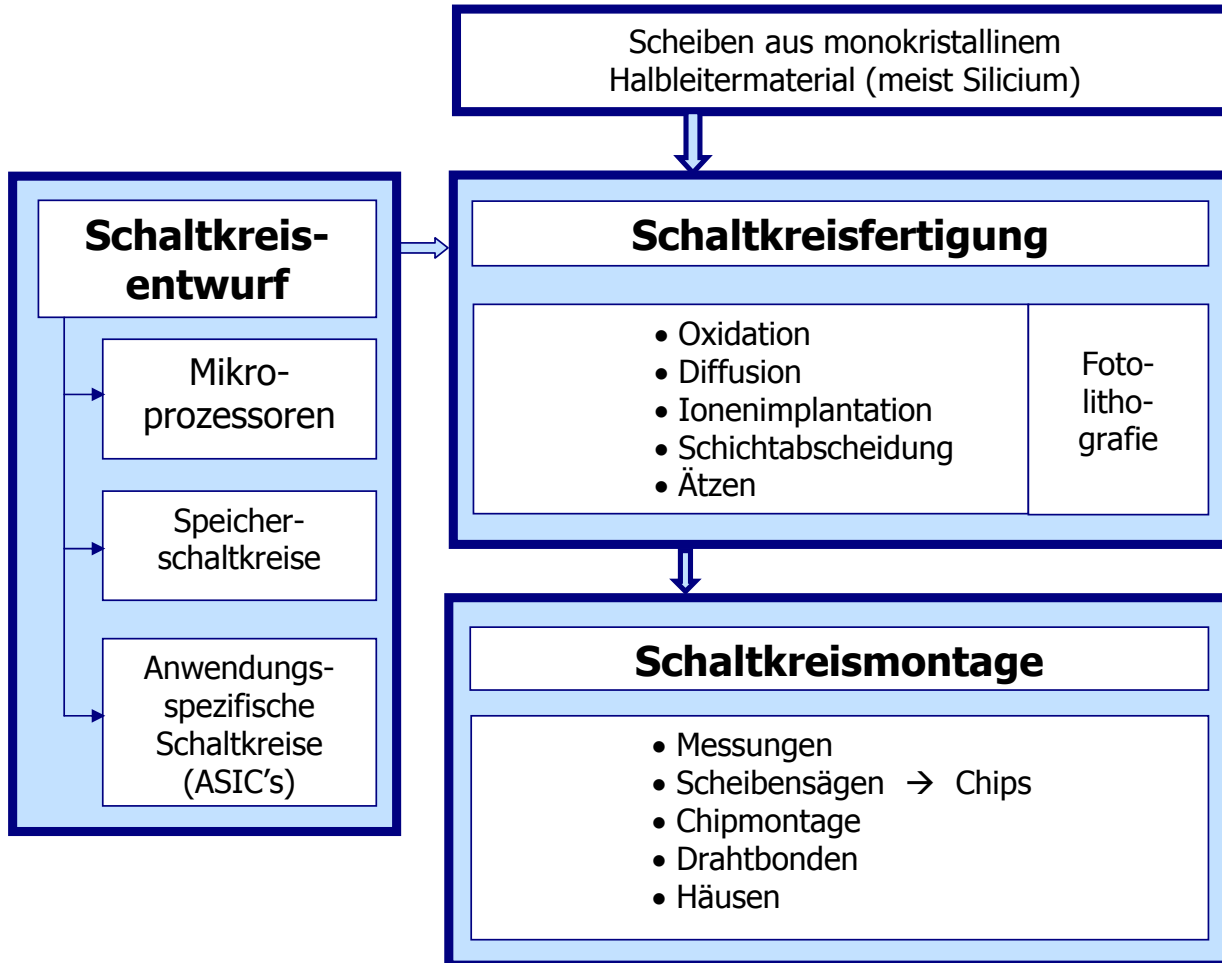 Scheiben aus monokristallinem
Halbleitermaterial (meist Silicium)
Schaltkreis-
entwurf
Mikro-
prozessoren
Speicher-
schaltkreise
Anwendungs-
spezifische
Schaltkreise
(ASIC’s)
Schaltkreisfertigung
• Oxidation
• Diffusion
• Ionenimplantation
• Schichtabscheidung
• Ätzen
Foto-
litho-
grafie
Schaltkreismontage
• Messungen
• Scheibensägen → Chips
• Chipmontage
• Drahtbonden
• Häusen